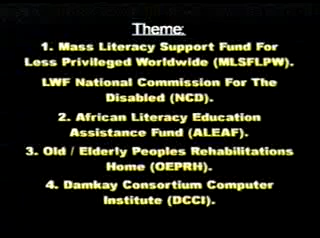 Theme:
1. Mass Literacy Support Fund For
Less Privileged Worldwide (MLSFLPW).
LWF National Commission For The
Disabled (NCD).
2. African Literacy Education
Assistance Fund (ALEAF).
3. Old / Elderly Peoples Rehabilitations
Home (OEPRH).
4. Damkay Consortium Computer
Institute (DCCI).